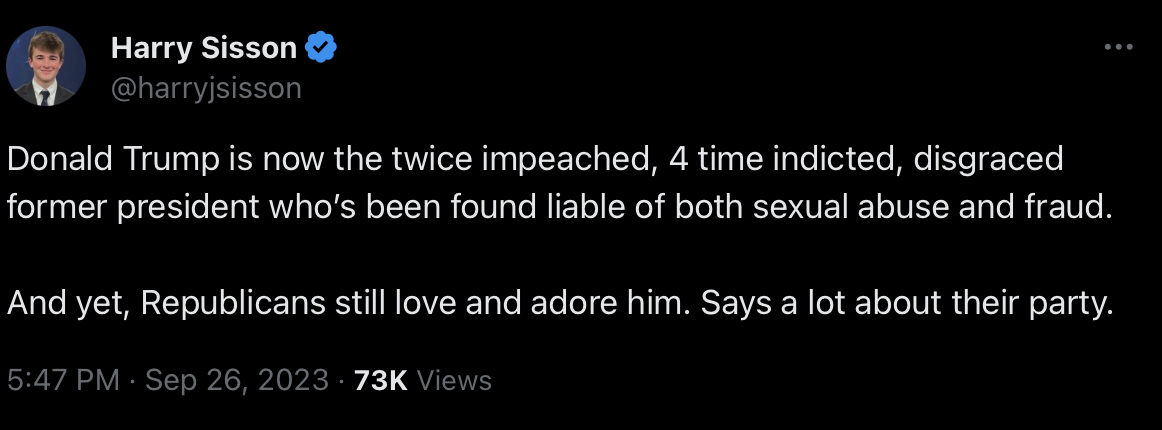 Harry Sisson
@harryjsisson
Donald Trump is now the twice impeached, 4 time indicted, disgraced
former president who’s been found liable of both sexual abuse and fraud.
And yet, Republicans still love and adore him. Says a lot about their party.
5:47 PM · Sep 26, 2023 · 73K Views